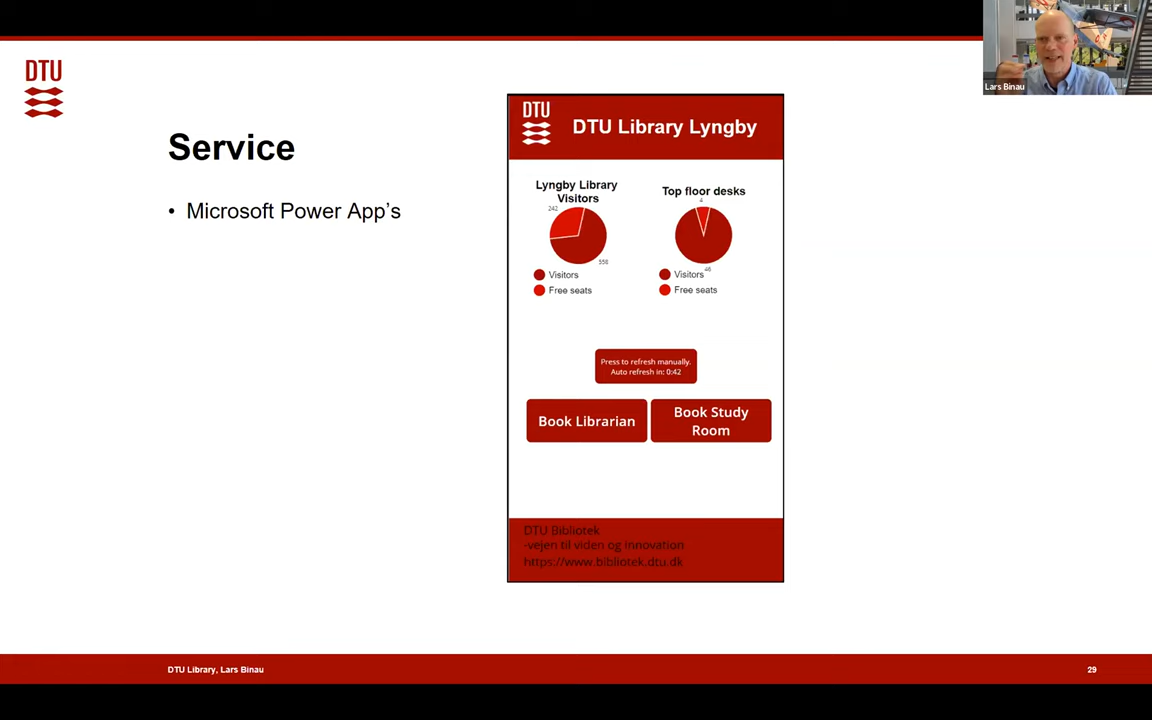 Lars Binau
DTU
Service
• Microsoft Power App's
DTU
DTU Library Lyngby
Lyngby Library
Visitors
242
558
Visitors
Free seats
Top floor desks
4
46
Visitors
Free seats
Press to refresh manually.
Auto refresh in: 0:42
Book Librarian
Book Study
Room
DTU Bibliotek
-vejen til viden og innovation
https://www.bibliotek.dtu.dk
DTU Library, Lars Binau
29